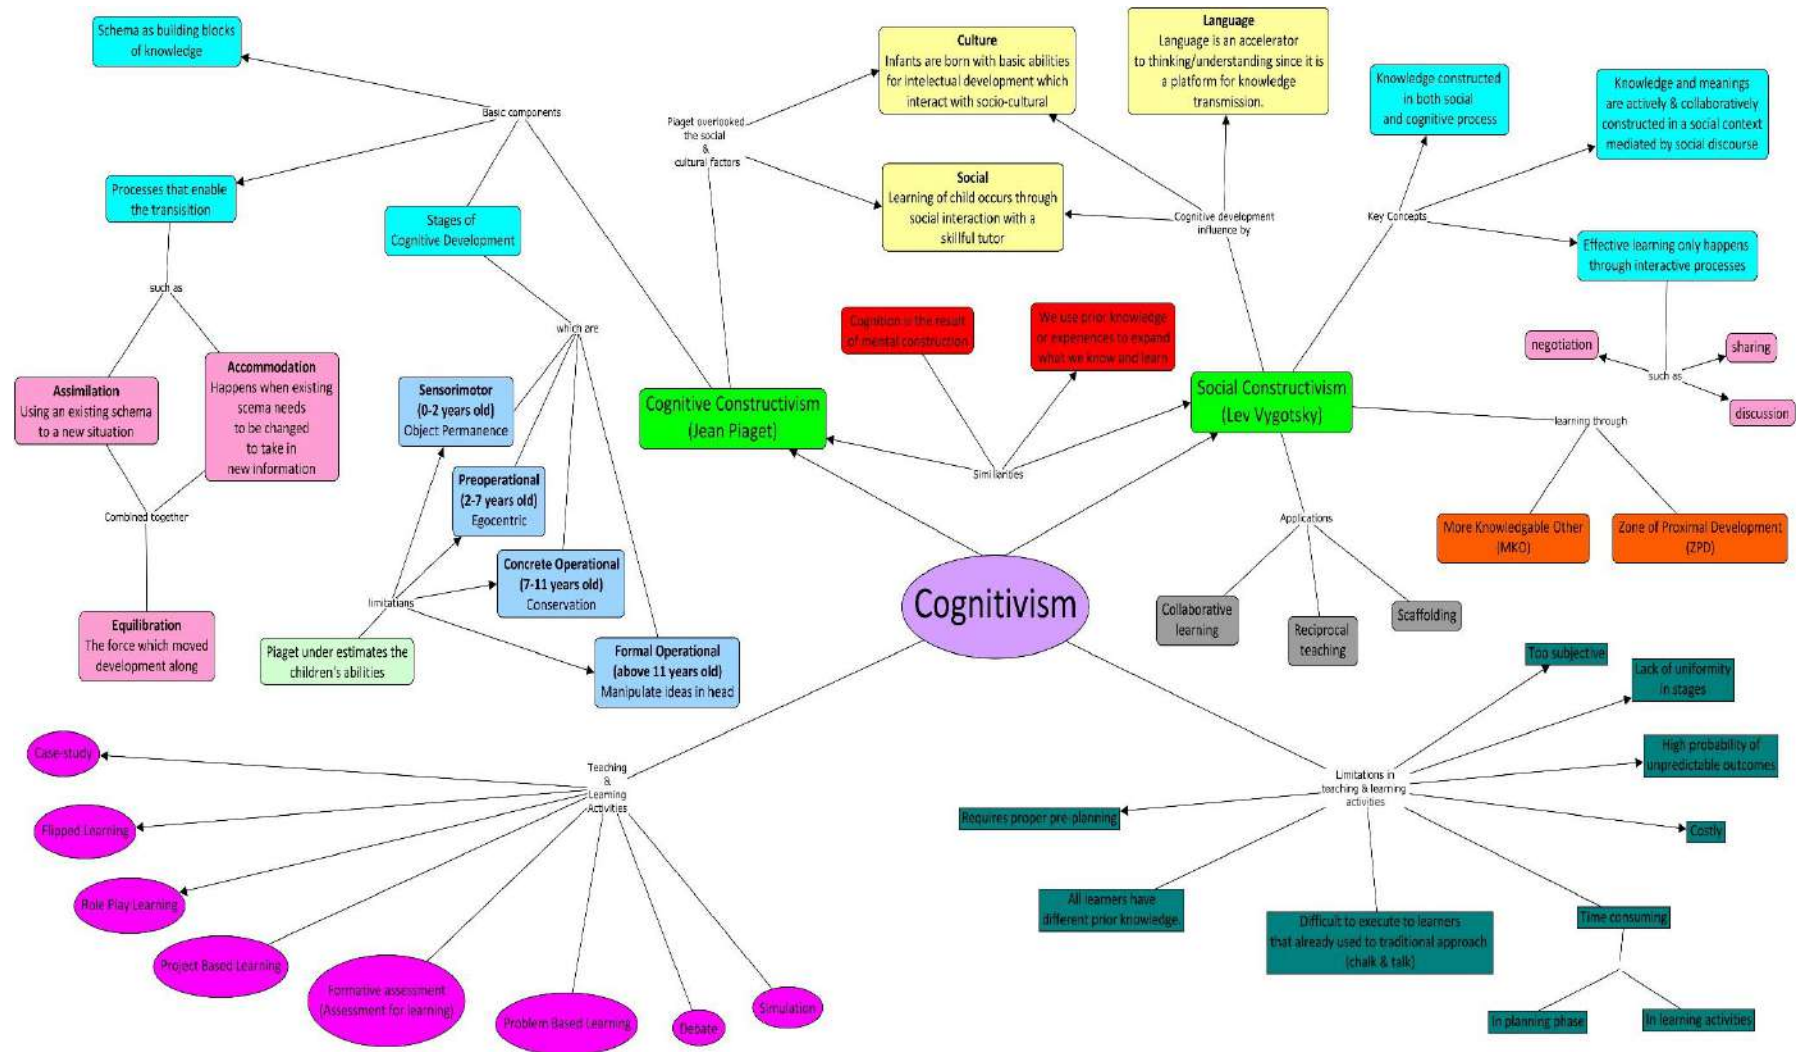 Schema as building blocks
of knowledge
Basic components
Processes that enable
the transisition
such as
Assimilation
Using an existing schema
to a new situation
Accommodation
Happens when existing
scema needs
to be changed
to take in
new information
Combined together
Equilibration
The force which moved
development along
Stages of
Cognitive Development
which are
Sensorimotor
(0-2 years old)
Object Permanence
Preoperational
(2-7 years old)
Egocentric
Concrete Operational
(7-11 years old)
Conservation
Formal Operational
(above 11 years old)
Manipulate ideas in head
limitatians
Piaget under estimates the
children's abilities
Piaget overlooked
the social
&
cultural factors
Culture
Infants are born with basic abilities
for intelectual development which
interact with socio-cultural
Social
Learning of child occurs through
social interaction with a
skillful tutor
Language
Language is an accelerator
to thinking/understanding since it is
a platform for knowledge
transmission.
Cognitive development
influence by
Knowledge constructed
in both social
and cognitive process
Knowledge and meanings
are actively & collaboratively
constructed in a social context
mediated by social discourse
Key Concepts
Effective learning only happens
through interactive processes
such as
negotiation
sharing
discussion
Cognition is the result
of mental construction
We use prior knowledge
or experiences to expand
what we know and learn
Similarities
Cognitive Constructivism
(Jean Piaget)
Social Constructivism
(Lev Vygotsky)
learning through
More Knowledgable Other
(MKO)
Zone of Proximal Development
(ZPD)
Applications
Collaborative
learning
Reciprocal
teaching
Scaffolding
Cognitivism
Teaching
&
Learning
Activities
Case-study
Flipped Learning
Role Play Learning
Project Based Learning
Formative assessment
(Assessment for learning)
Problem Based Learning
Debate
Simulation
Limitations in
teaching & learning
activities
Too subjective
Lack of uniformity
in stages
High probability of
unpredictable outcomes
Costly
Requires proper pre-planning
All learners have
different prior knowledge.
Difficult to execute to learners
that already used to traditional approach
(chalk & talk)
Time consuming
In planning phase
In learning activities